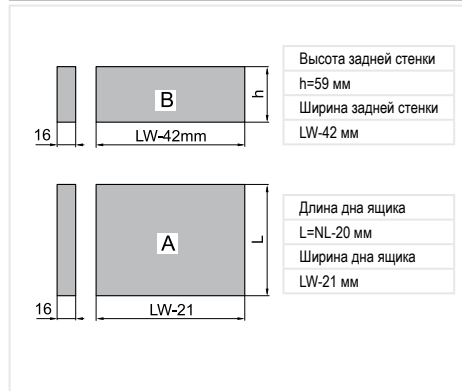 B
h
16
LW-42mm
Высота задней стенки
h=59 мм
Ширина задней стенки
LW-42 мм
A
L
16
LW-21
Длина дна ящика
L=NL-20 мм
Ширина дна ящика
LW-21 мм